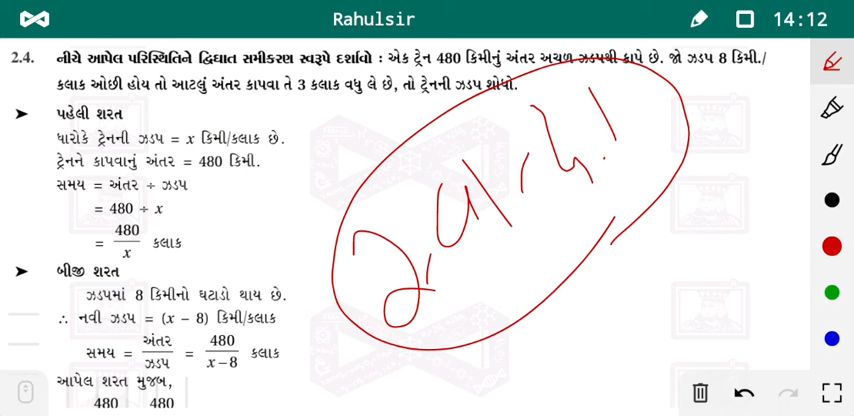 Rahulsir
14:12
2.4. નીચે આપેલ પરિસ્થિતિને દ્વિઘાત સમીકરણ સ્વરૂપે દર્શાવો : એક ટ્રેન 480 કિમીનું અંતર અચળ ઝડપથી કાપે છે. જો ઝડપ 8 કિમી./
કલાક ઓછી હોય તો આટલું અંતર કાપવા તે 3 કલાક વધુ લે છે, તો ટ્રેનની ઝડપ શોધો.
➤ પહેલી શરત
ધારોકે ટ્રેનની ઝડપ = x કિમી/કલાક છે.
ટ્રેનને કાપવાનું અંતર = 480 કિમી.
સમય = અંતર ÷ ઝડપ
= 480 ÷ x
= 480/x કલાક
➤ બીજી શરત
ઝડપમાં 8 કિમીનો ઘટાડો થાય છે.
∴ નવી ઝડપ = (x – 8) કિમી/કલાક
સમય = અંતર/ઝડપ = 480/x–8 કલાક
આપેલ શરત મુજબ,
480 480